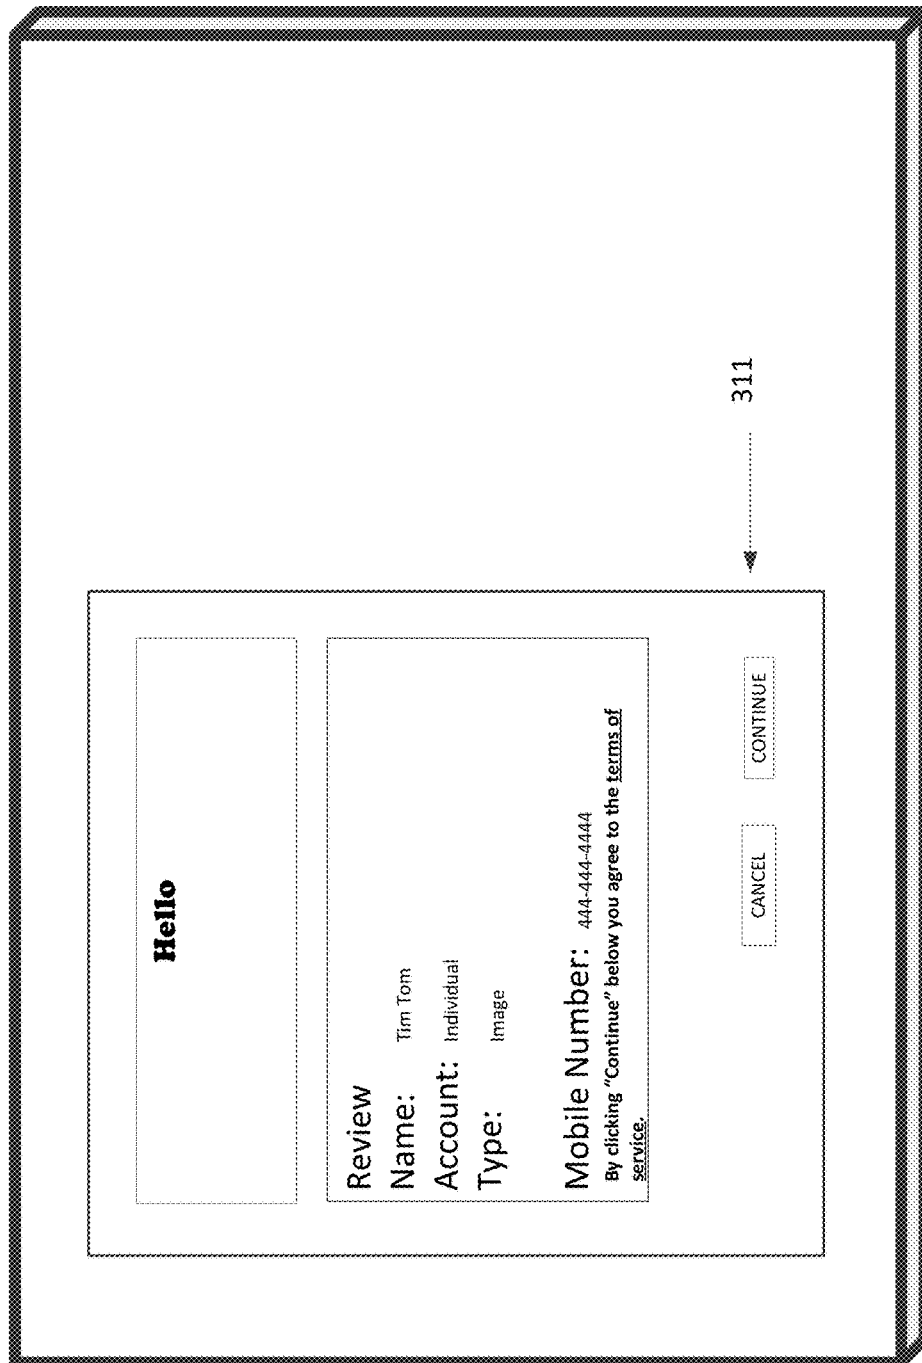 Hello
Review
Name: Tim Tom
Account: Individual
Type: Image
Mobile Number: 444-444-4444
By clicking "Continue" below you agree to the terms of
service.
CANCEL CONTINUE
311